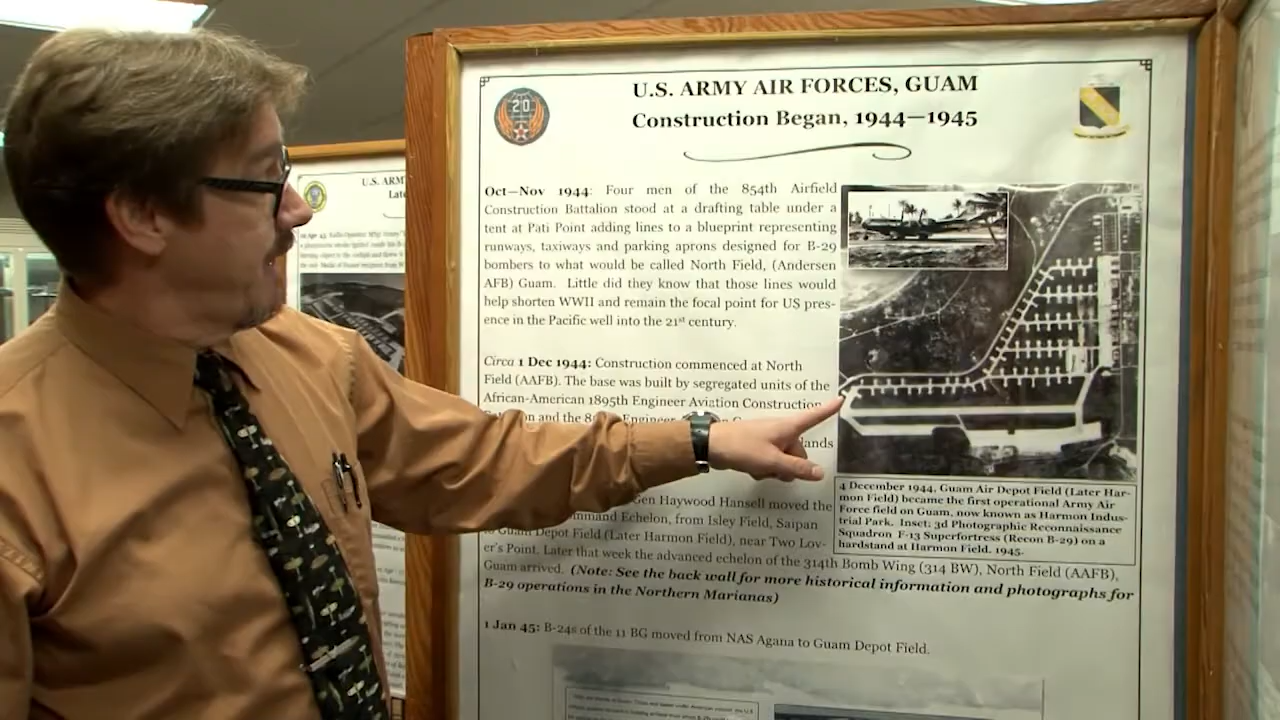 U.S. ARMY AIR FORCES, GUAM
Construction Began, 1944—1945
20
Oct—Nov 1944: Four men of the 854th Airfield
Construction Battalion stood at a drafting table under a
tent at Pati Point adding lines to a blueprint representing
runways, taxiways and parking aprons designed for B-29
bombers to what would be called North Field, (Andersen
AFB) Guam. Little did they know that those lines would
help shorten WWII and remain the focal point for US pres-
ence in the Pacific well into the 21st century.
Circa 1 Dec 1944: Construction commenced at North
Field (AAFB). The base was built by segregated units of the
African-American 1895th Engineer Aviation Construction
on and the Engineer
lands
4 December 1944, Guam Air Depot Field (Later Har-
mon Field) became the first operational Army Air
Force field on Guam, now known as Harmon Indus-
trial Park. Inset: 3d Photographic Reconnaissance
Squadron F-13 Superfortress (Recon B-29) on a
hardstand at Harmon Field. 1945.
Gen Haywood Hansell moved the
mmand Echelon, from Isley Field, Saipan
to Guam Depot Field (Later Harmon Field), near Two Lov-
er's Point. Later that week the advanced echelon of the 314th Bomb Wing (314 BW), North Field (AAFB),
Guam arrived. (Note: See the back wall for more historical information and photographs for
B-29 operations in the Northern Marianas)
1 Jan 45: B-24s of the 11 BG moved from NAS Agana to Guam Depot Field.
U.S. ARM
Lat